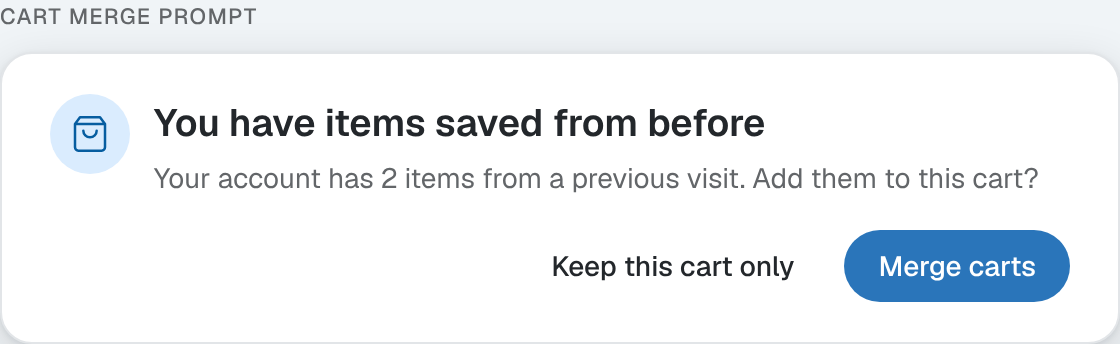 CART MERGE PROMPT
You have items saved from before
Your account has 2 items from a previous visit. Add them to this cart?
Keep this cart only
Merge carts